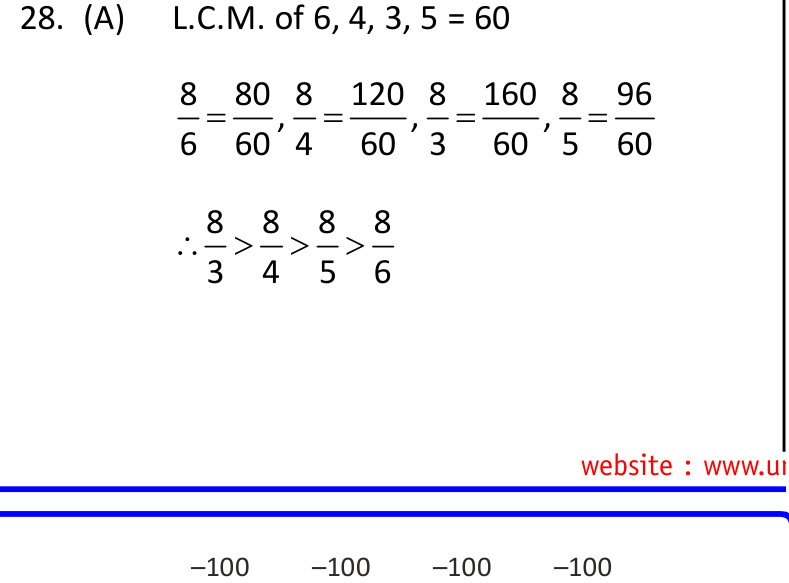 28. (A) L.C.M. of 6, 4, 3, 5 = 60
8/6 = 80/60, 8/4 = 120/60, 8/3 = 160/60, 8/5 = 96/60
∴ 8/3 > 8/4 > 8/5 > 8/6
website : www.
–100 –100 –100 –100